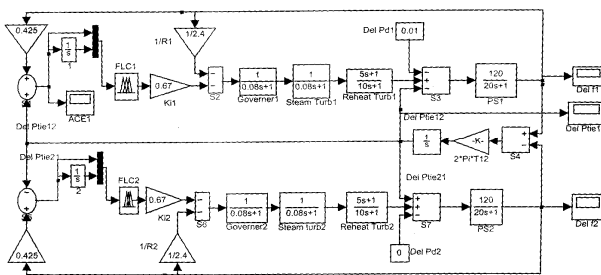 Del Pd1
0.425
1/2.4
0.01
1/R1
1/s
1
FLC1
0.67
Ki1
ACE1
S2
1
0.08s+1
Governer1
1
0.08s+1
Steam Turb1
5s+1
10s+1
Reheat Turb1
S3
120
20s+1
PS1
Del f1
Del Ptie12
Del Ptie12
Del Ptie1
1/s
-K-
2*Pi*T12
S4
Del Ptie2
1/s
2
FLC2
0.67
Ki2
S6
1
0.08s+1
Governer2
1
0.08s+1
Steam turb2
5s+1
10s+1
Reheat Turb2
Del Ptie21
S7
120
20s+1
PS2
Del f2
0.425
1/R2
1/2.4
0
Del Pd2